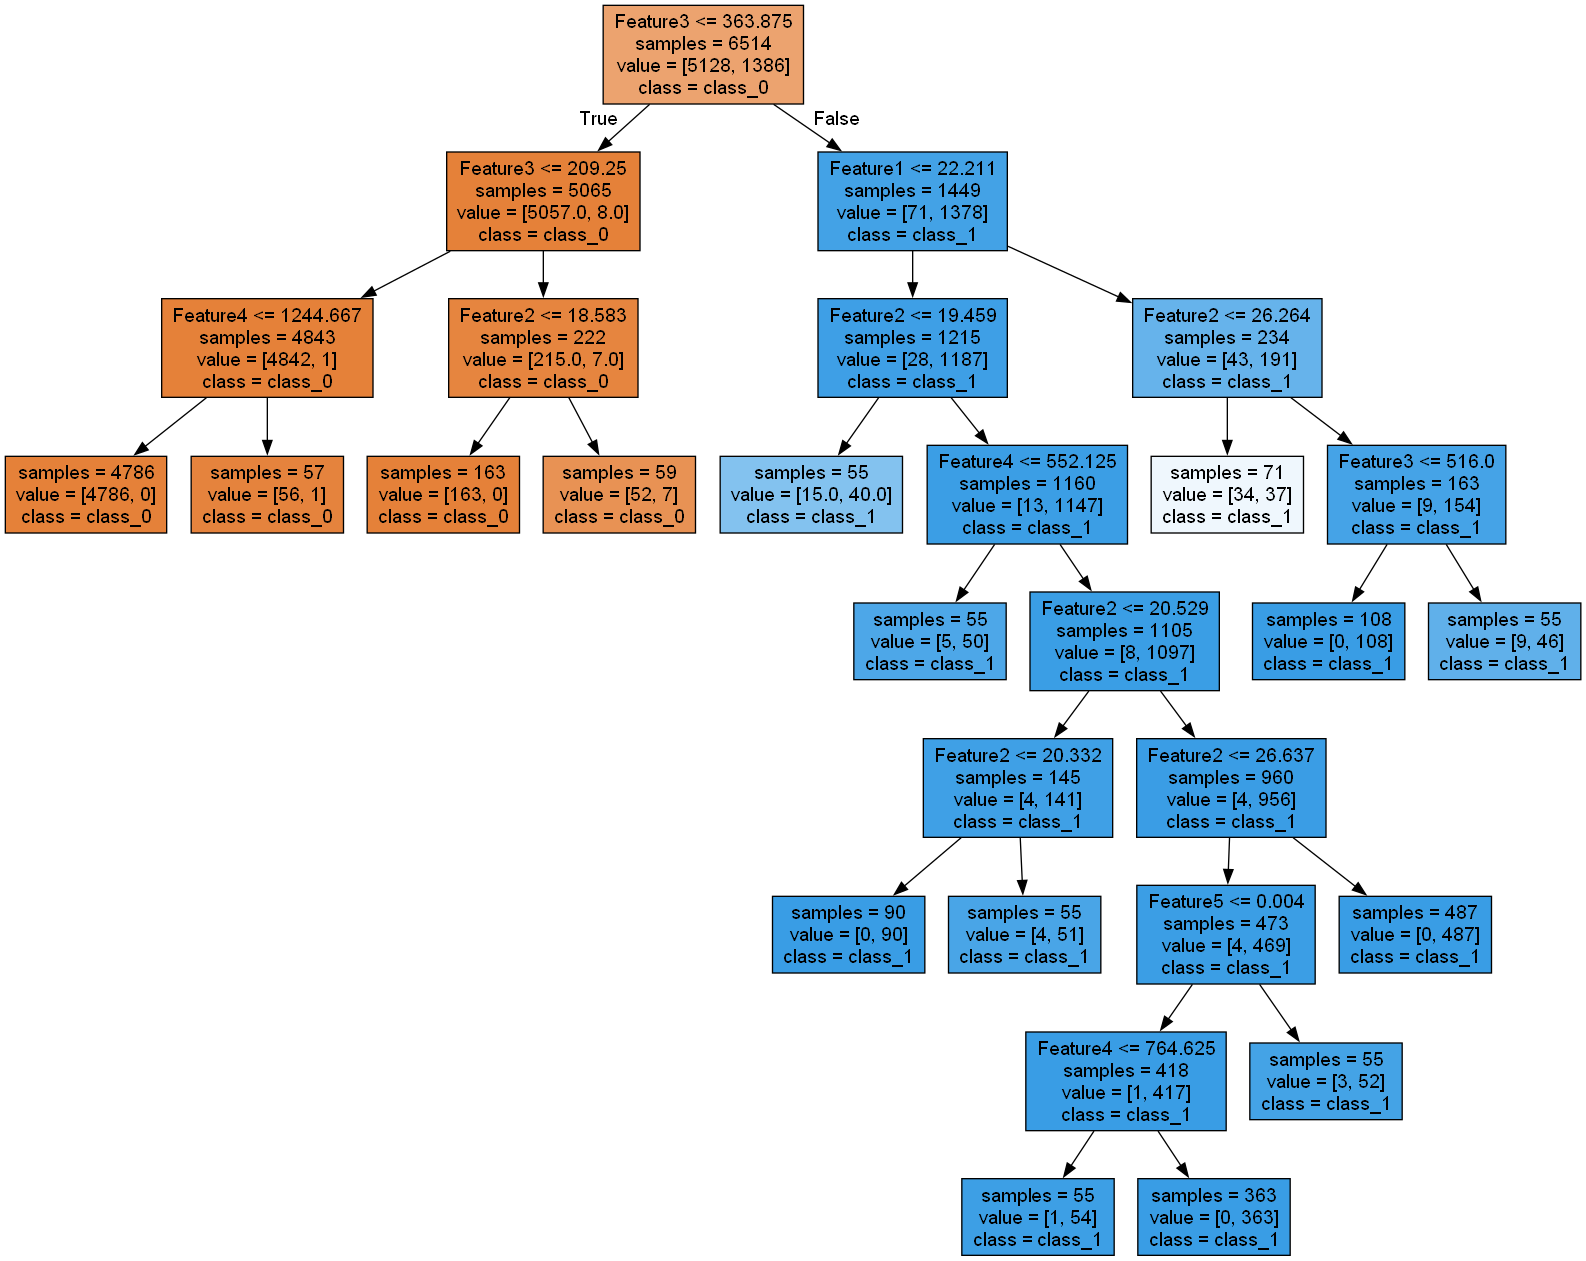 Feature3 <= 363.875
samples = 6514
value = [5128, 1386]
class = class_0
True
False
Feature3 <= 209.25
samples = 5065
value = [5057.0, 8.0]
class = class_0
Feature1 <= 22.211
samples = 1449
value = [71, 1378]
class = class_1
Feature4 <= 1244.667
samples = 4843
value = [4842, 1]
class = class_0
Feature2 <= 18.583
samples = 222
value = [215.0, 7.0]
class = class_0
Feature2 <= 19.459
samples = 1215
value = [28, 1187]
class = class_1
Feature2 <= 26.264
samples = 234
value = [43, 191]
class = class_1
samples = 4786
value = [4786, 0]
class = class_0
samples = 57
value = [56, 1]
class = class_0
samples = 163
value = [163, 0]
class = class_0
samples = 59
value = [52, 7]
class = class_0
samples = 55
value = [15.0, 40.0]
class = class_1
Feature4 <= 552.125
samples = 1160
value = [13, 1147]
class = class_1
samples = 71
value = [34, 37]
class = class_1
Feature3 <= 516.0
samples = 163
value = [9, 154]
class = class_1
samples = 55
value = [5, 50]
class = class_1
Feature2 <= 20.529
samples = 1105
value = [8, 1097]
class = class_1
samples = 108
value = [0, 108]
class = class_1
samples = 55
value = [9, 46]
class = class_1
Feature2 <= 20.332
samples = 145
value = [4, 141]
class = class_1
Feature2 <= 26.637
samples = 960
value = [4, 956]
class = class_1
samples = 90
value = [0, 90]
class = class_1
samples = 55
value = [4, 51]
class = class_1
Feature5 <= 0.004
samples = 473
value = [4, 469]
class = class_1
samples = 487
value = [0, 487]
class = class_1
Feature4 <= 764.625
samples = 418
value = [1, 417]
class = class_1
samples = 55
value = [3, 52]
class = class_1
samples = 55
value = [1, 54]
class = class_1
samples = 363
value = [0, 363]
class = class_1